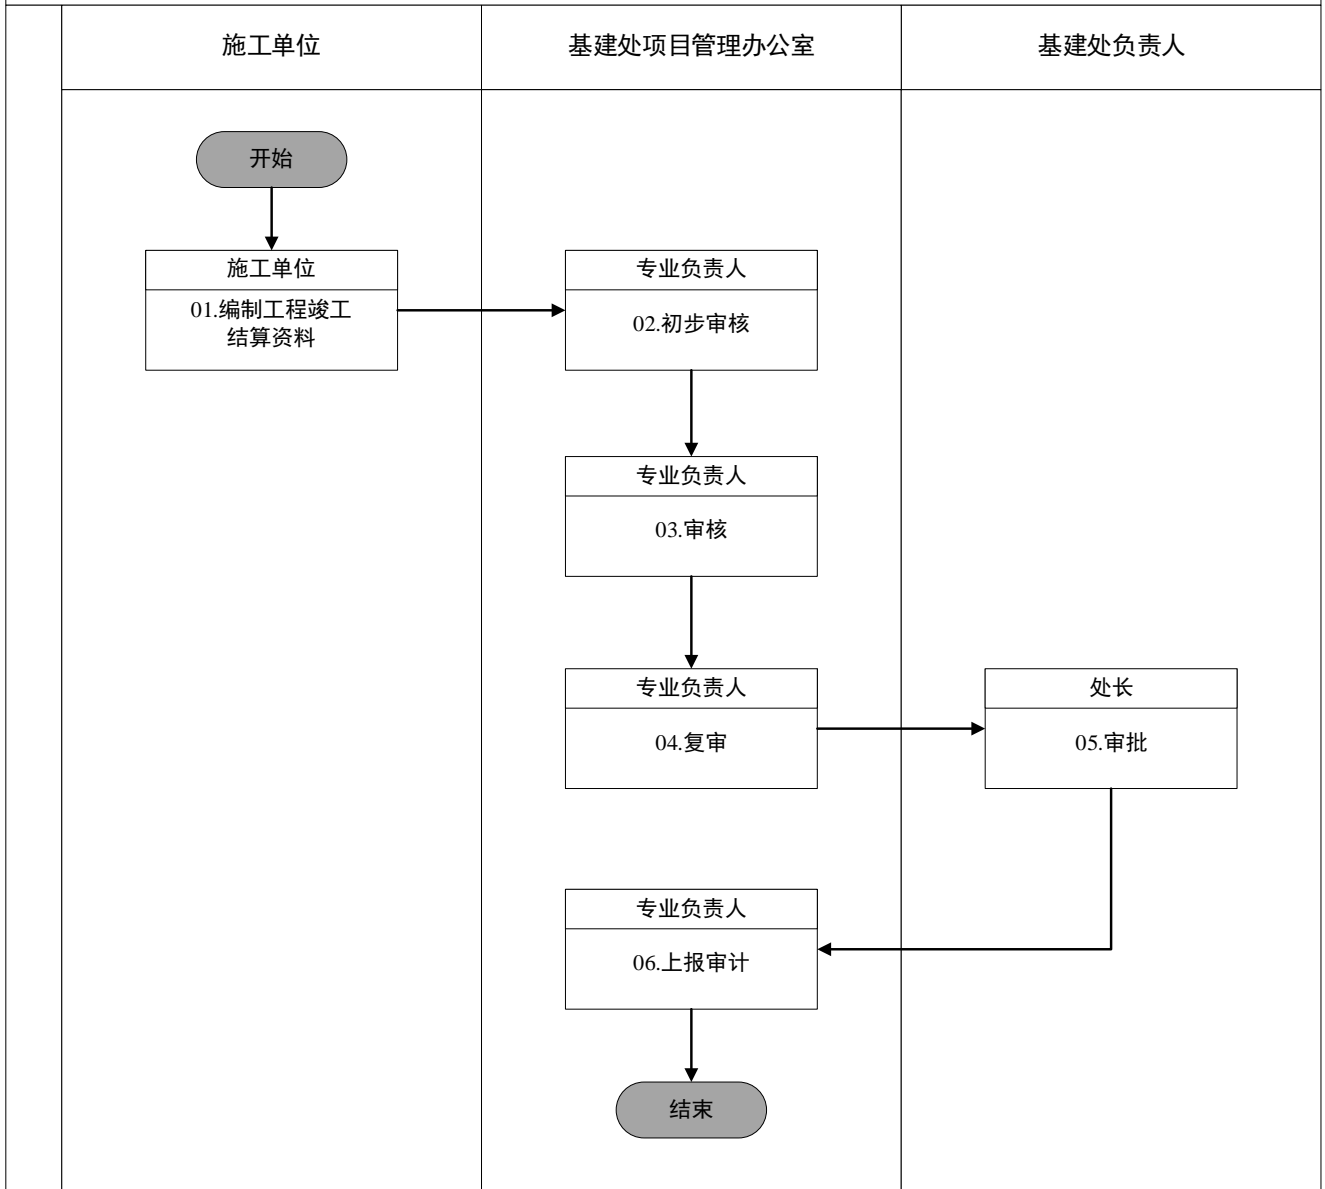 施工单位
基建处项目管理办公室
基建处负责人
开始
施工单位
01.编制工程竣工
结算资料
专业负责人
02.初步审核
专业负责人
03.审核
专业负责人
04.复审
处长
05.审批
专业负责人
06.上报审计
结束